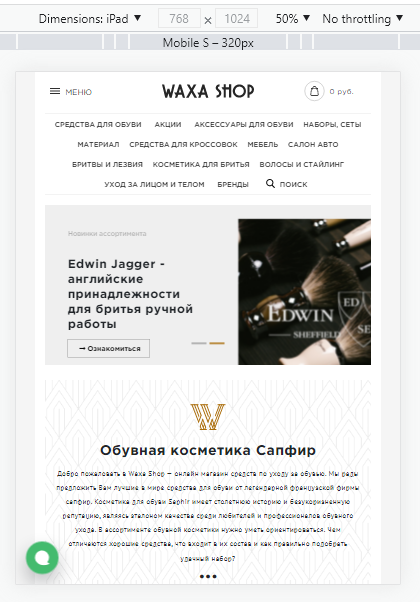 Dimensions: iPad ▼ 768 × 1024 50% ▼ No throttling ▼
Mobile S – 320px
МЕНЮ WAXA SHOP 0 руб.
СРЕДСТВА ДЛЯ ОБУВИ АКЦИИ АКСЕССУАРЫ ДЛЯ ОБУВИ НАБОРЫ, СЕТЫ
МАТЕРИАЛ СРЕДСТВА ДЛЯ КРОССОВОК МЕБЕЛЬ САЛОН АВТО
БРИТВЫ И ЛЕЗВИЯ КОСМЕТИКА ДЛЯ БРИТЬЯ ВОЛОСЫ И СТАЙЛИНГ
УХОД ЗА ЛИЦОМ И ТЕЛОМ БРЕНДЫ ПОИСК
Новинки ассортимента
Edwin Jagger -
английские
принадлежности
для бритья ручной
работы
→ Ознакомиться
EDWIN
SHEFFIELD
ED
SE
W
Обувная косметика Сапфир
Добро пожаловать в Waxa Shop — онлайн магазин средств по уходу за обувью. Мы рады
предложить Вам лучшие в мире средства для обуви от легендарной французской фирмы
сапфир. Косметика для обуви Saphir имеет столетнюю историю и безукоризненную
репутацию, являясь эталоном качества среди любителей и профессионалов обувного
ухода. В ассортименте обувной косметики нужно уметь ориентироваться. Чем
отличаются хорошие средства, что входит в их состав и как правильно подобрать
удачный набор?